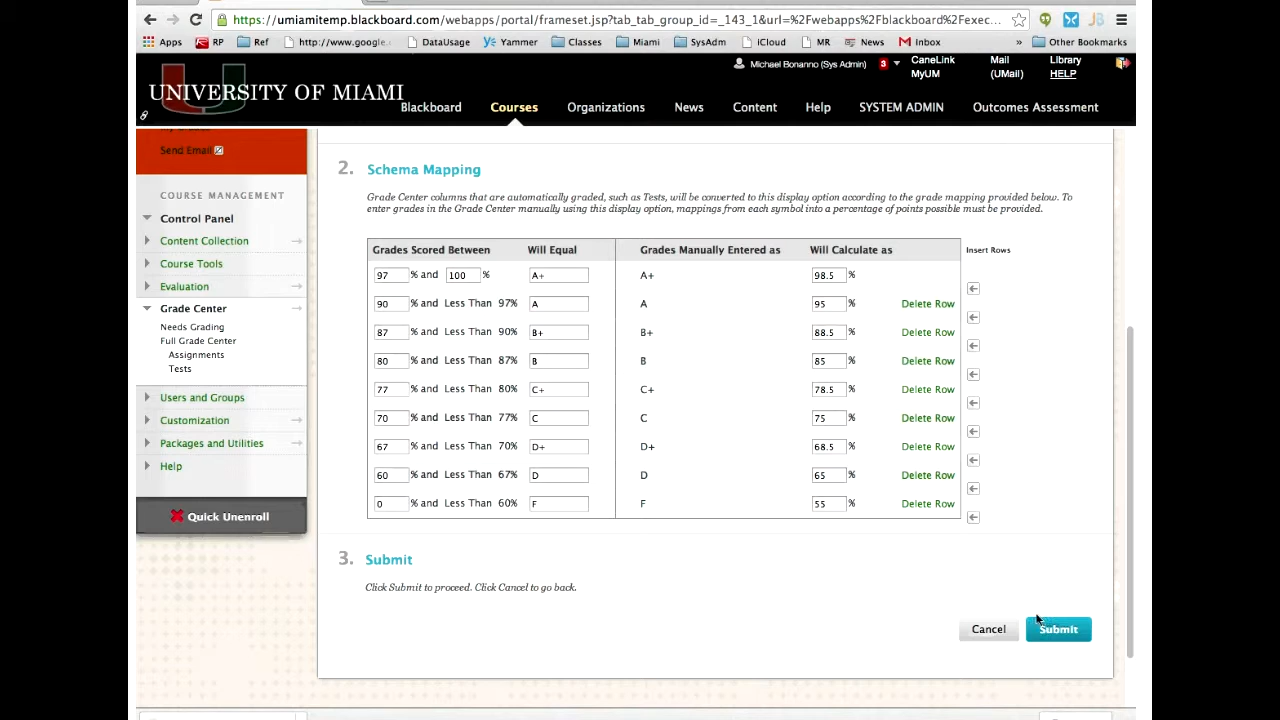 https://umiamitemp.blackboard.com/webapps/portal/frameset.jsp?tab_tab_group_id=_143_1&url=%2Fwebapps%2Fblackboard%2Fexec...
Apps RP Ref http://www.google. DataUsage Yammer Classes Miami SysAdm iCloud MR News Inbox » Other Bookmarks
Michael Bonanno (Sys Admin) 3 CaneLink MyUM Mail (UMail) Library HELP
UNIVERSITY OF MIAMI
Blackboard Courses Organizations News Content Help SYSTEM ADMIN Outcomes Assessment
Send Email
COURSE MANAGEMENT
Control Panel
Content Collection
Course Tools
Evaluation
Grade Center
Needs Grading
Full Grade Center
Assignments
Tests
Users and Groups
Customization
Packages and Utilities
Help
Quick Unenroll
2. Schema Mapping
Grade Center columns that are automatically graded, such as Tests, will be converted to this display option according to the grade mapping provided below. To
enter grades in the Grade Center manually using this display option, mappings from each symbol into a percentage of points possible must be provided.
Grades Scored Between Will Equal Grades Manually Entered as Will Calculate as Insert Rows
97 % and 100 % A+ A+ 98.5 %
90 % and Less Than 97% A A 95 % Delete Row
87 % and Less Than 90% B+ B+ 88.5 % Delete Row
80 % and Less Than 87% B B 85 % Delete Row
77 % and Less Than 80% C+ C+ 78.5 % Delete Row
70 % and Less Than 77% C C 75 % Delete Row
67 % and Less Than 70% D+ D+ 68.5 % Delete Row
60 % and Less Than 67% D D 65 % Delete Row
0 % and Less Than 60% F F 55 % Delete Row
3. Submit
Click Submit to proceed. Click Cancel to go back.
Cancel Submit